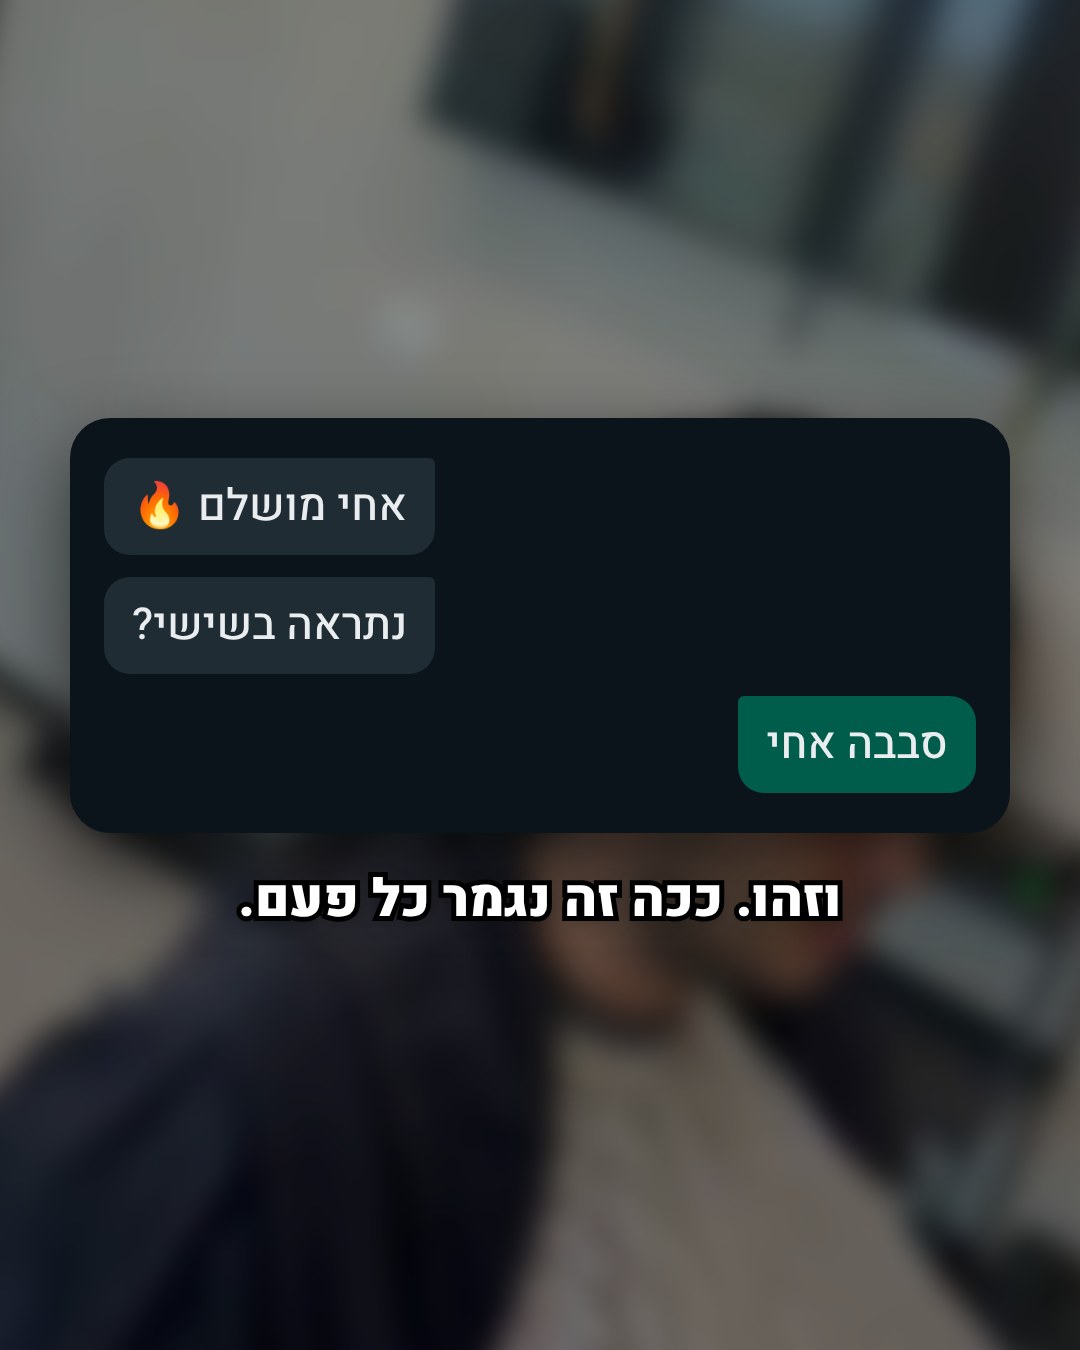 אחי מושלם 🔥
נתראה בשישי?
סבבה אחי
וזהו. ככה זה נגמר כל פעם.